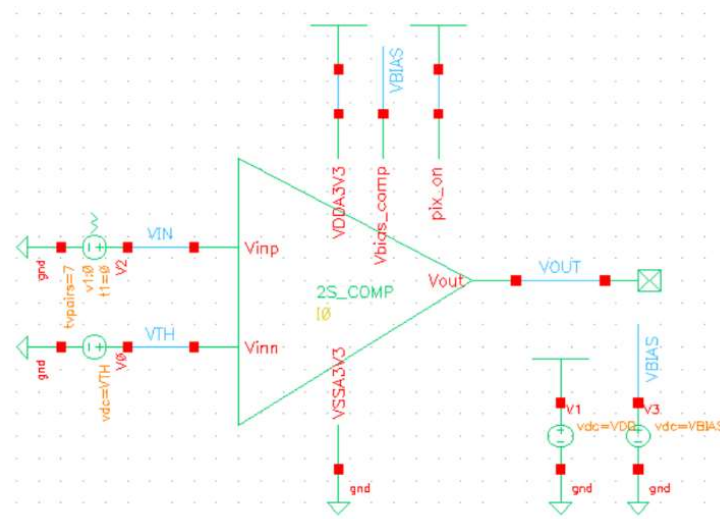 VBIAS
VDDA3V3
Vbias_comp
pix_on
VIN
Vinp
gnd
tvpairs=7
v1:0
t1=0
V2
Vout
VOUT
2S_COMP
I0
VTH
Vinn
gnd
vdc=VTH
V0
VSSA3V3
gnd
VBIAS
V1
vdc=VDD
gnd
V3
vdc=VBIAS
gnd